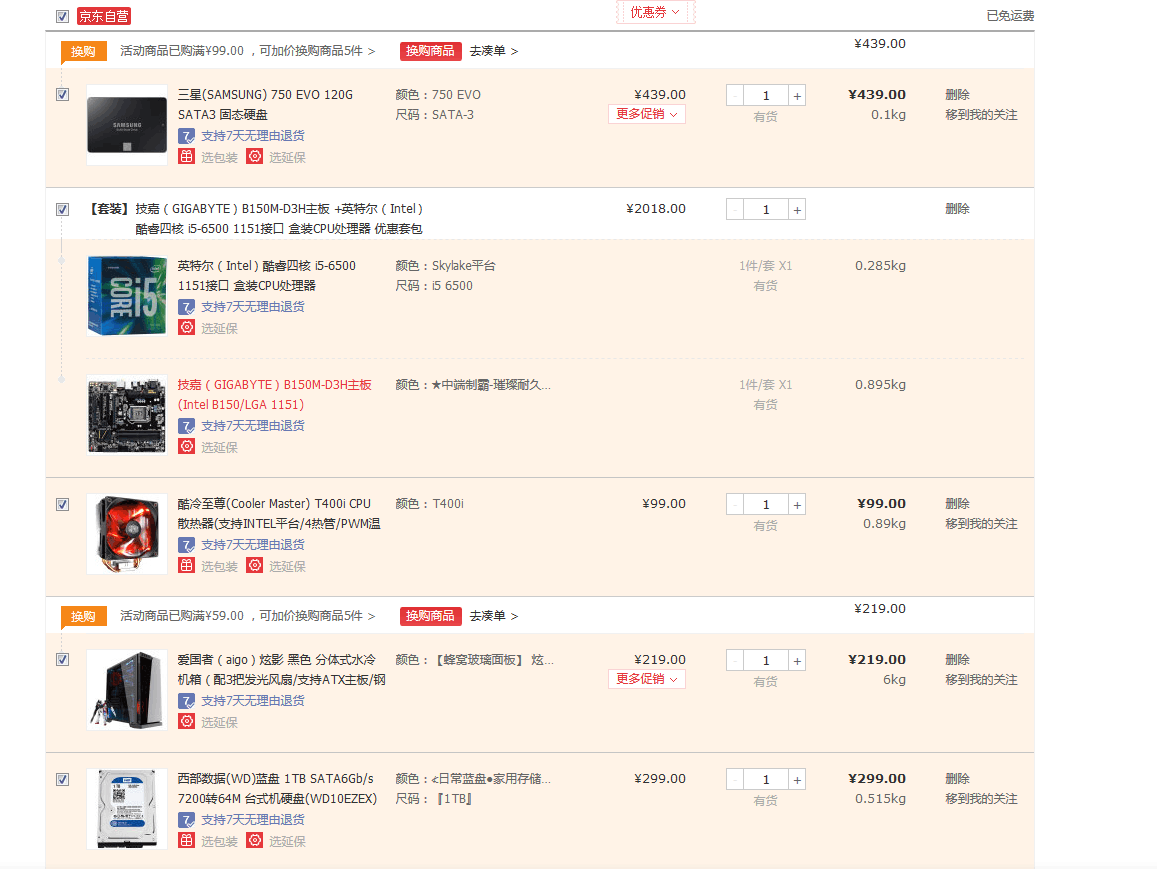 京东自营 优惠券 已免运费
换购 活动商品已购满¥99.00 ，可加价换购商品5件 > 换购商品 去凑单 > ¥439.00
三星(SAMSUNG) 750 EVO 120G 颜色：750 EVO ¥439.00 - 1 + ¥439.00 删除
SATA3 固态硬盘 尺码：SATA-3 更多促销 有货 0.1kg 移到我的关注
7 支持7天无理由退货
选包装 选延保
SAMSUNG
【套装】 技嘉（GIGABYTE）B150M-D3H主板 +英特尔（Intel） ¥2018.00 - 1 + 删除
酷睿四核 i5-6500 1151接口 盒装CPU处理器 优惠套包
英特尔（Intel）酷睿四核 i5-6500 颜色：Skylake平台 1件/套 X1 0.285kg
1151接口 盒装CPU处理器 尺码：i5 6500 有货
7 支持7天无理由退货
选延保
CORE i5
技嘉（GIGABYTE）B150M-D3H主板 颜色：★中端制霸-璀璨耐久... 1件/套 X1 0.895kg
(Intel B150/LGA 1151) 有货
7 支持7天无理由退货
选延保
酷冷至尊(Cooler Master) T400i CPU 颜色：T400i ¥99.00 - 1 + ¥99.00 删除
散热器(支持INTEL平台/4热管/PWM温 有货 0.89kg 移到我的关注
7 支持7天无理由退货
选包装 选延保
换购 活动商品已购满¥59.00 ，可加价换购商品5件 > 换购商品 去凑单 > ¥219.00
爱国者（aigo）炫影 黑色 分体式水冷 颜色：【蜂窝玻璃面板】 炫... ¥219.00 - 1 + ¥219.00 删除
机箱（配3把发光风扇/支持ATX主板/钢 更多促销 有货 6kg 移到我的关注
7 支持7天无理由退货
选延保
西部数据(WD)蓝盘 1TB SATA6Gb/s 颜色：⊰日常蓝盘●家用存储... ¥299.00 - 1 + ¥299.00 删除
7200转64M 台式机硬盘(WD10EZEX) 尺码：『1TB』 有货 0.515kg 移到我的关注
7 支持7天无理由退货
选包装 选延保